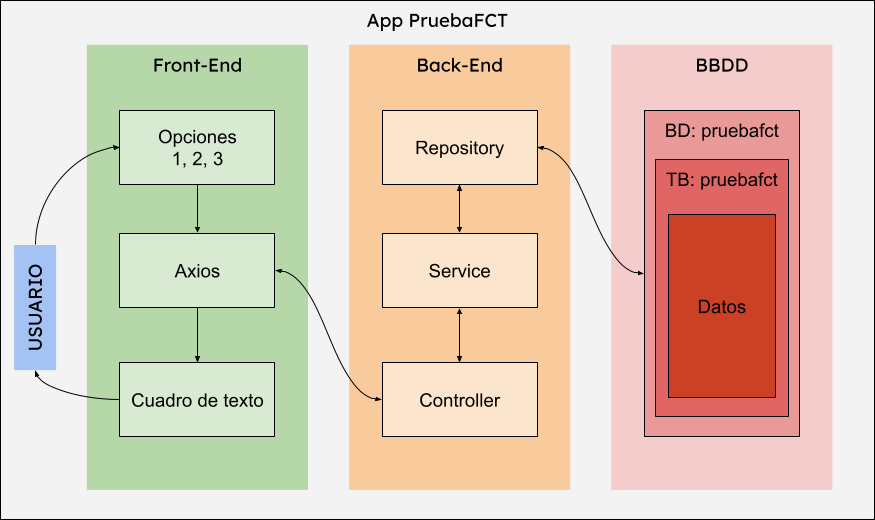 App PruebaFCT
USUARIO
Front-End
Opciones
1, 2, 3
Axios
Cuadro de texto
Back-End
Repository
Service
Controller
BBDD
BD: pruebafct
TB: pruebafct
Datos